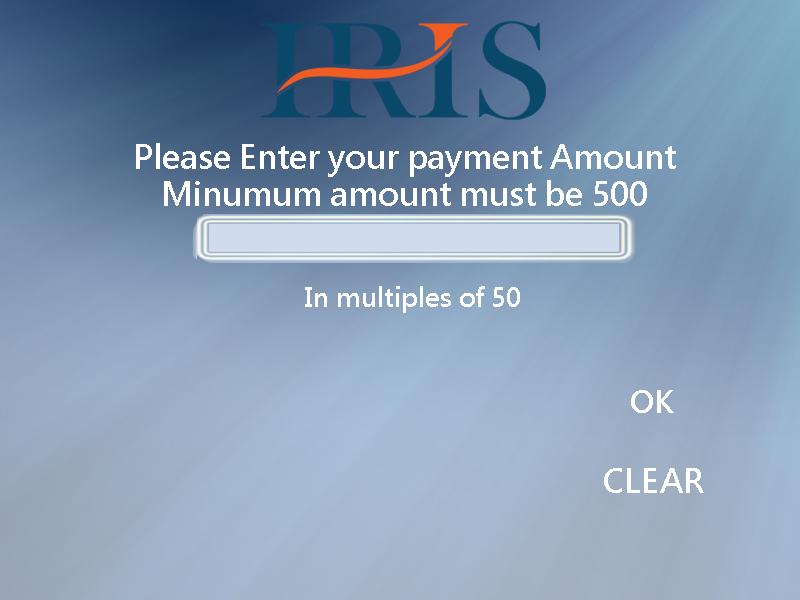 IRIS
Please Enter your payment Amount
Minumum amount must be 500
In multiples of 50
OK
CLEAR